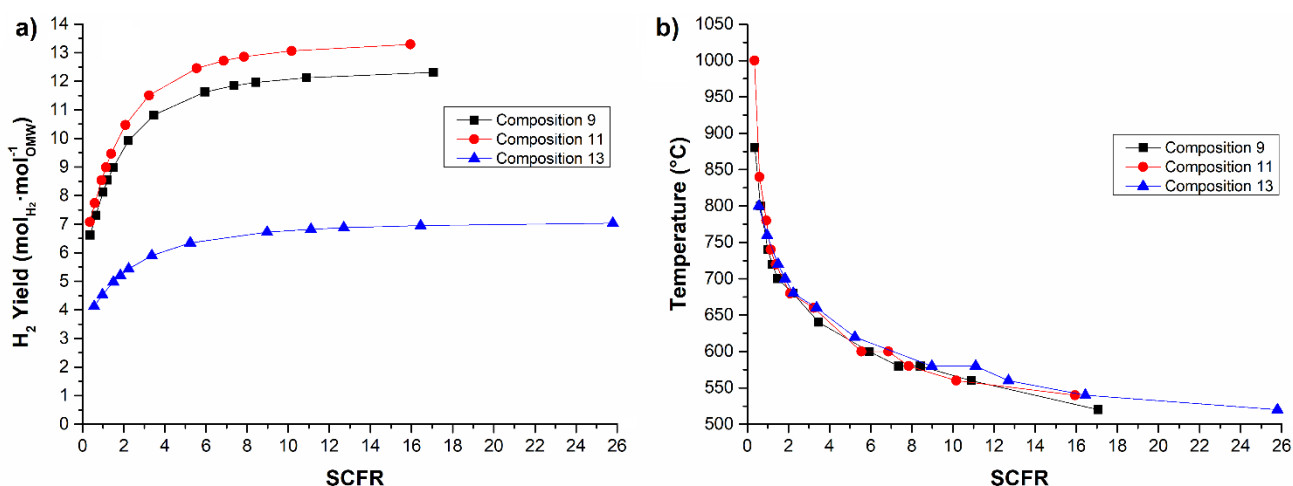 a)
14
13
12
11
10
9
8
7
6
5
4
3
2
1
0
H2 Yield (molH2·mol-1OMW)
Composition 9
Composition 11
Composition 13
0 2 4 6 8 10 12 14 16 18 20 22 24 26
SCFR
b)
1050
1000
950
900
850
800
750
700
650
600
550
500
Temperature (°C)
Composition 9
Composition 11
Composition 13
0 2 4 6 8 10 12 14 16 18 20 22 24 26
SCFR